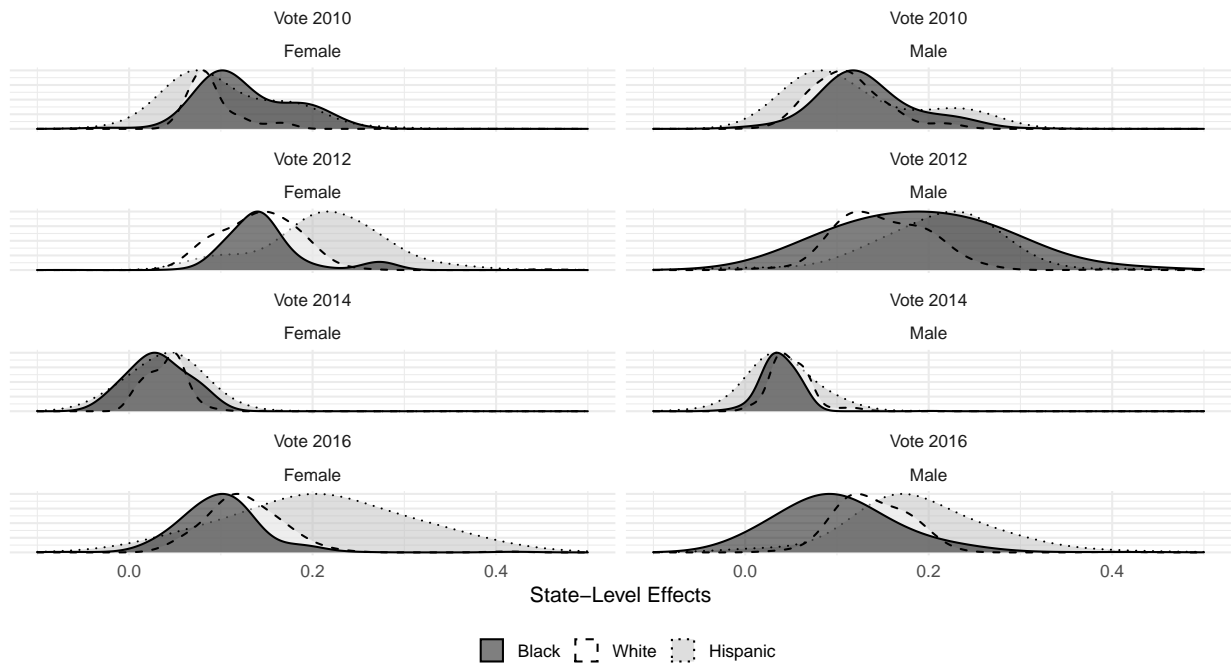 Vote 2010
Female
Vote 2010
Male
Vote 2012
Female
Vote 2012
Male
Vote 2014
Female
Vote 2014
Male
Vote 2016
Female
Vote 2016
Male
0.0 0.2 0.4
0.0 0.2 0.4
State−Level Effects
Black White Hispanic